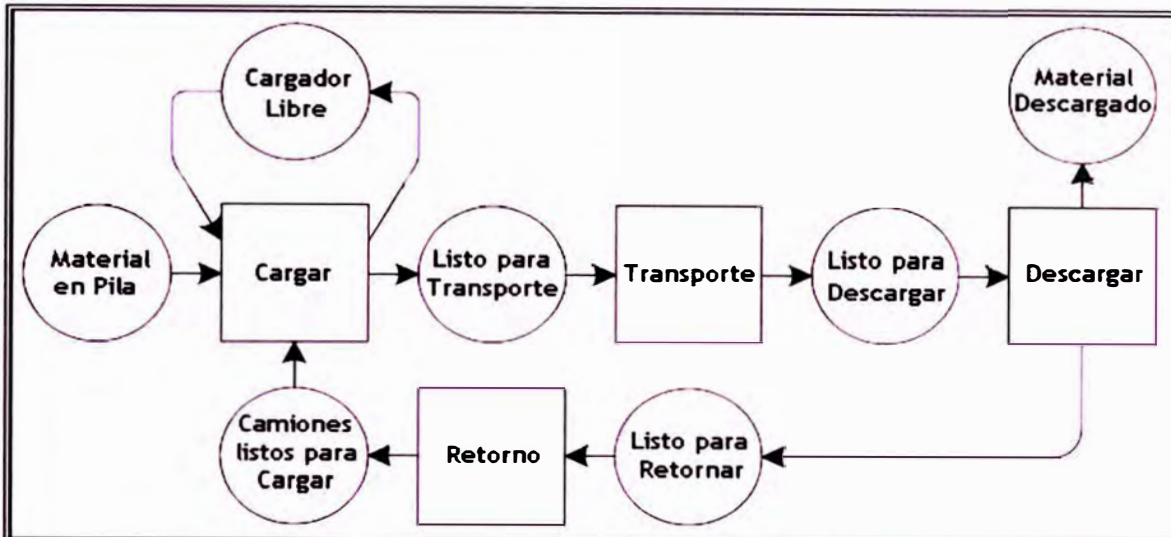 Cargador
Libre
Material
Descargado
Material
en Pila
Cargar
Listo para
Transporte
Transporte
Listo para
Descargar
Descargar
Camiones
listos para
Cargar
Retorno
Listo para
Retornar